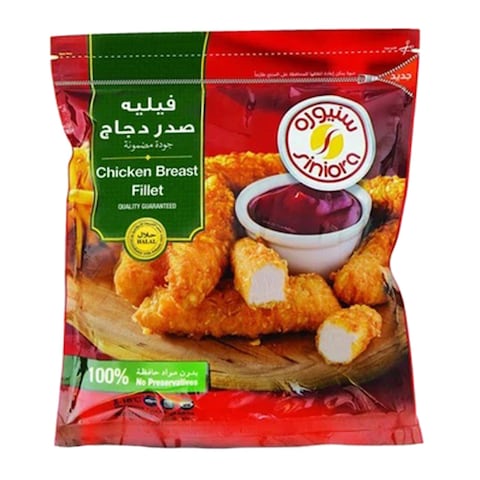 جديد
فيليه
صدر دجاج
جودة مضمونة
Chicken Breast
Fillet
QUALITY GUARANTEED
حلال
HALAL
سنيورة
Siniora
100%
بدون مواد حافظة
No Preservatives